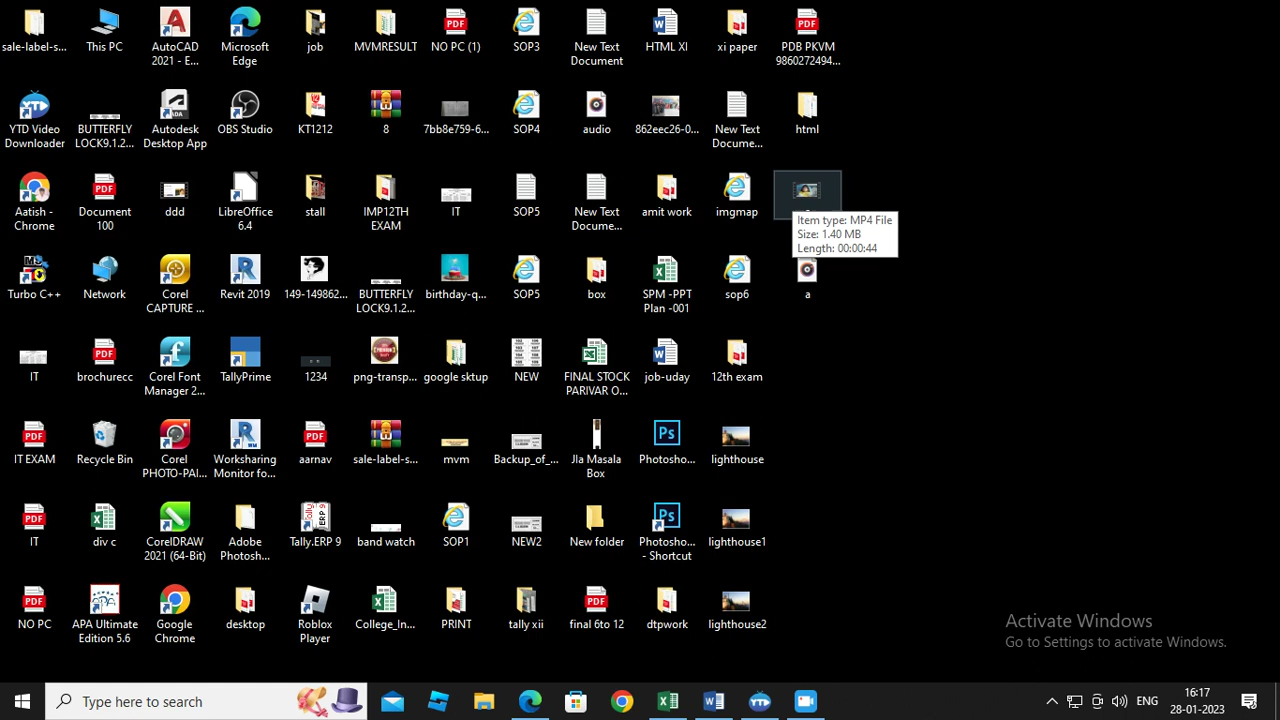 sale-label-s...
This PC
AutoCAD
2021 - E...
Microsoft
Edge
job
MVMRESULT
NO PC (1)
SOP3
New Text
Document
HTML XI
xi paper
PDB PKVM
9860272494...
YTD Video
Downloader
BUTTERFLY
LOCK9.1.2...
Autodesk
Desktop App
OBS Studio
KT1212
8
7bb8e759-6...
SOP4
audio
862eec26-0...
New Text
Docume...
html
Aatish -
Chrome
Document
100
ddd
LibreOffice
6.4
stall
IMP12TH
EXAM
IT
SOP5
New Text
Docume...
amit work
imgmap
Item type: MP4 File
Size: 1.40 MB
Length: 00:00:44
Turbo C++
Network
Corel
CAPTURE ...
Revit 2019
149-149862...
BUTTERFLY
LOCK9.1.2...
birthday-q...
SOP5
box
SPM -PPT
Plan -001
sop6
a
IT
brochurecc
Corel Font
Manager 2...
TallyPrime
1234
png-transp...
google sktup
NEW
FINAL STOCK
PARIVAR O...
job-uday
12th exam
IT EXAM
Recycle Bin
Corel
PHOTO-PAI...
Worksharing
Monitor fo...
aarnav
sale-label-s...
mvm
Backup_of_...
Jla Masala
Box
Photosho...
lighthouse
IT
div c
CorelDRAW
2021 (64-Bit)
Adobe
Photosh...
Tally.ERP 9
band watch
SOP1
NEW2
New folder
Photosho...
- Shortcut
lighthouse1
NO PC
APA Ultimate
Edition 5.6
Google
Chrome
desktop
Roblox
Player
College_In...
PRINT
tally xii
final 6to 12
dtpwork
lighthouse2
Activate Windows
Go to Settings to activate Windows.
Type here to search
ENG
16:17
28-01-2023